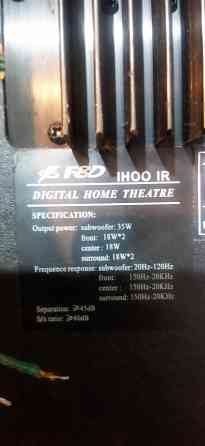 F&D IHOO IR
DIGITAL HOME THEATRE
SPECIFICATION:
Output power: subwoofer: 35W
front: 18W*2
center: 18W
surround: 18W*2
Frequence response: subwoofer: 20Hz-120Hz
front: 150Hz-20KHz
center: 150Hz-20KHz
surround: 150Hz-20KHz
Separation: ≥45dB
S/n ratio: ≥60dB